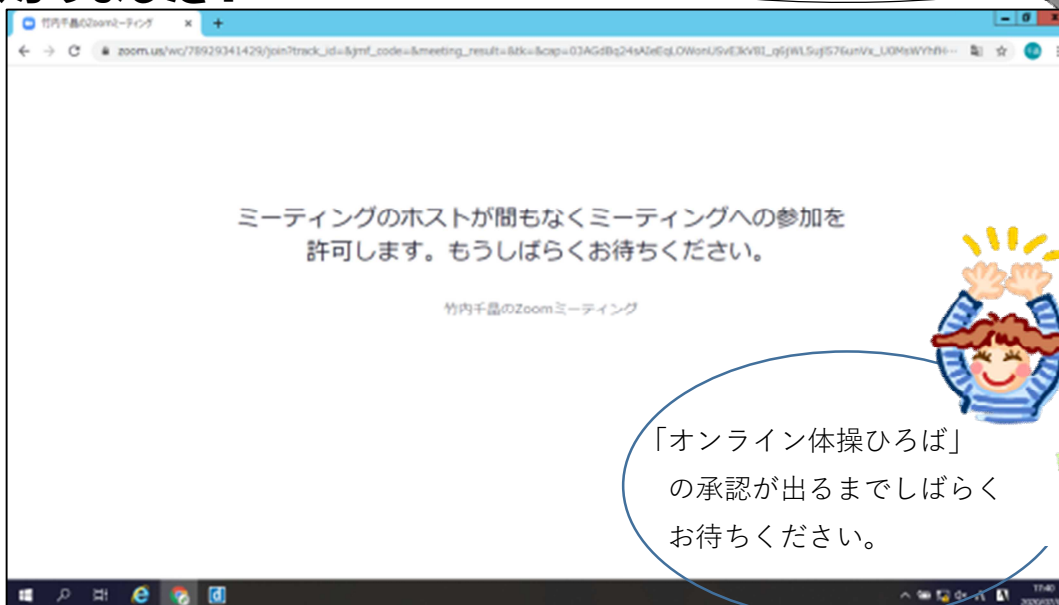 竹内千晶のZoomミーティング
ミーティングのホストが間もなくミーティングへの参加を
許可します。もうしばらくお待ちください。
竹内千晶のZoomミーティング
「オンライン体操ひろば」
の承認が出るまでしばらく
お待ちください。
17:40